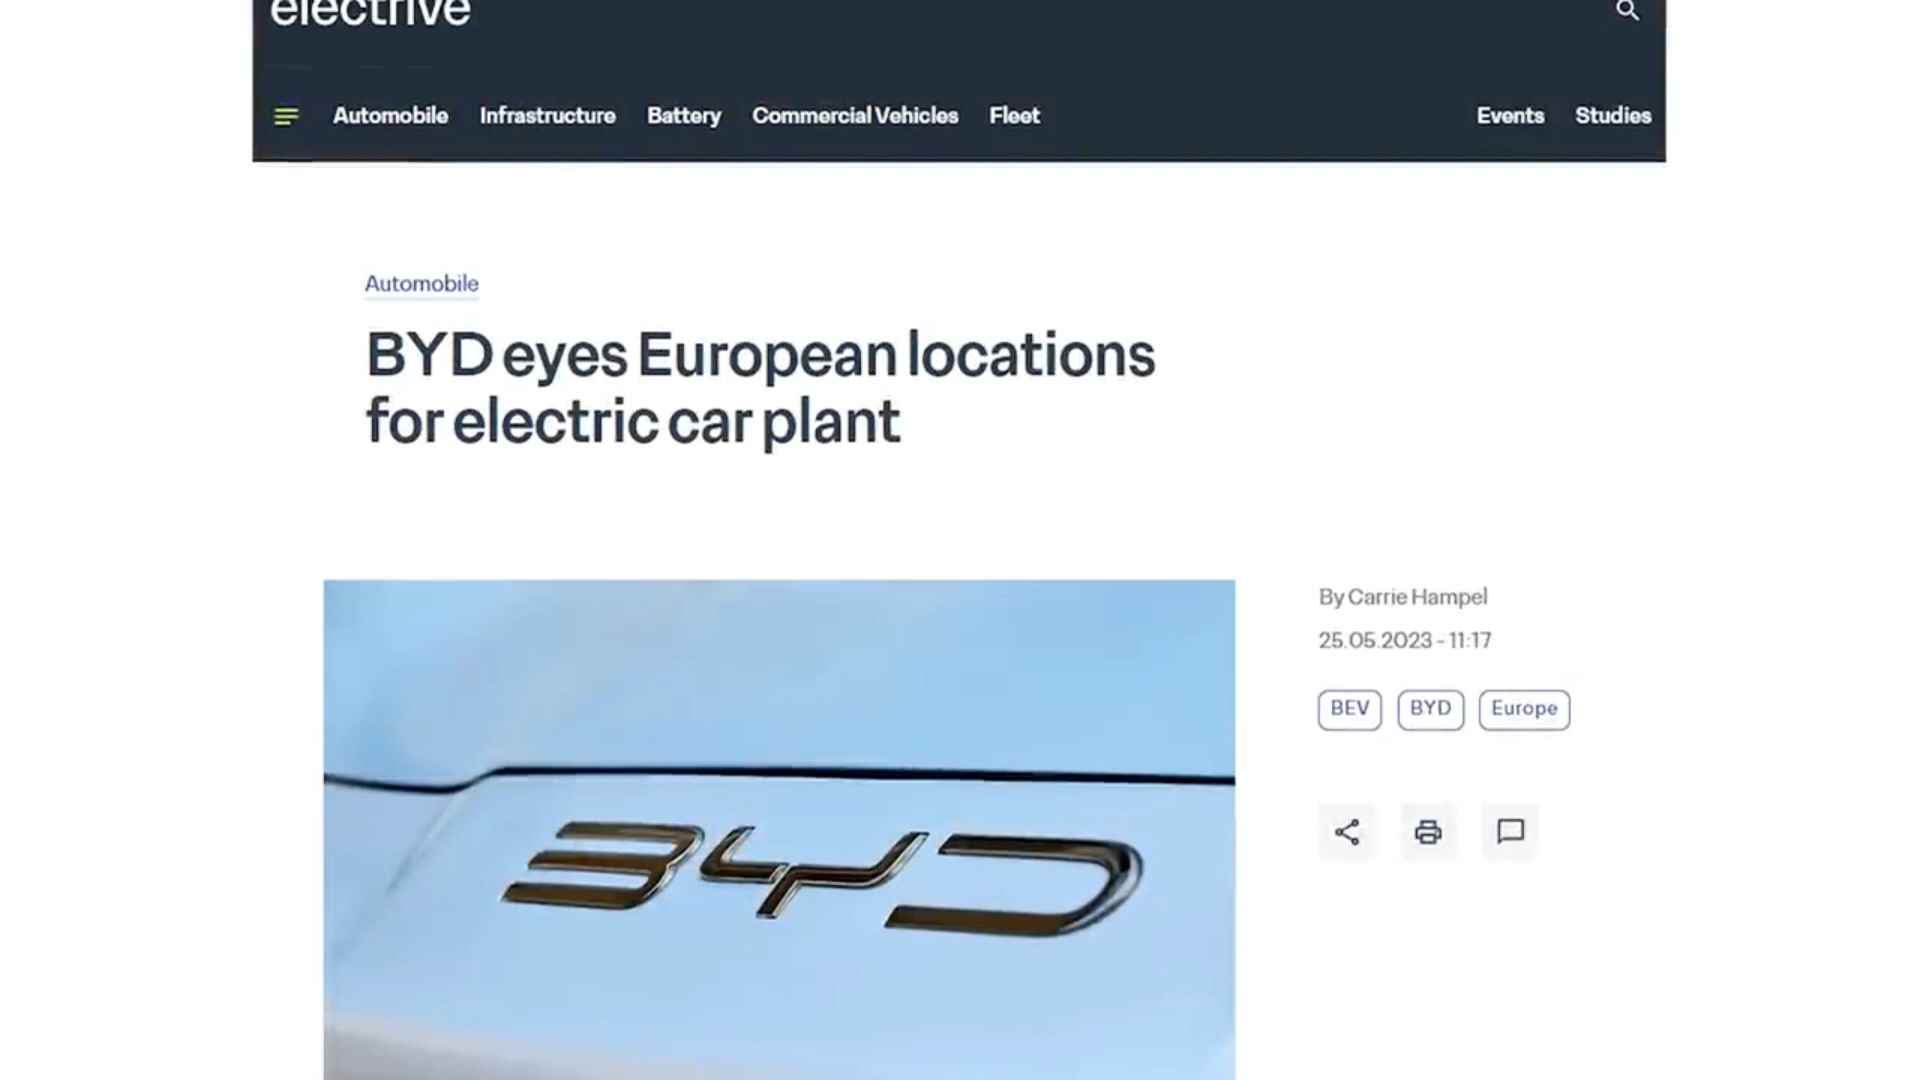 electrive
Automobile Infrastructure Battery Commercial Vehicles Fleet Events Studies
Automobile
BYD eyes European locations
for electric car plant
By Carrie Hampel
25.05.2023 - 11:17
BEV BYD Europe
BYD